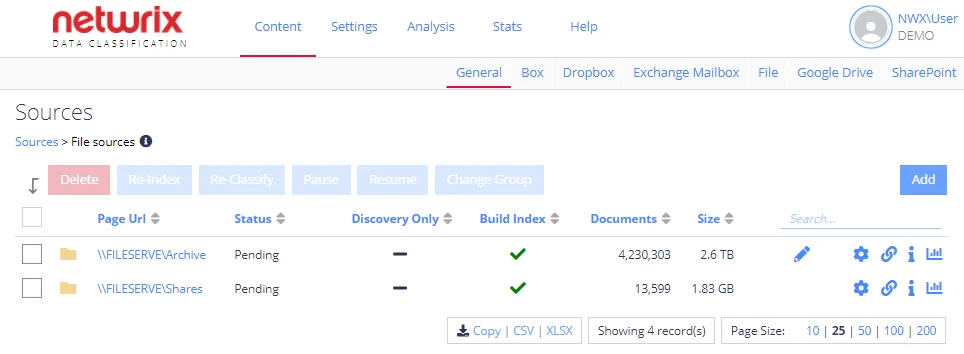 netwrix
DATA CLASSIFICATION
Content Settings Analysis Stats Help
NWX\User
DEMO
General Box Dropbox Exchange Mailbox File Google Drive SharePoint
Sources
Sources > File sources
Delete Re-Index Re-Classify Pause Resume Change Group Add
Page Url Status Discovery Only Build Index Documents Size Search...
\\FILESERVE\Archive Pending 4,230,303 2.6 TB
\\FILESERVE\Shares Pending 13,599 1.83 GB
Copy | CSV | XLSX Showing 4 record(s) Page Size: 10 | 25 | 50 | 100 | 200